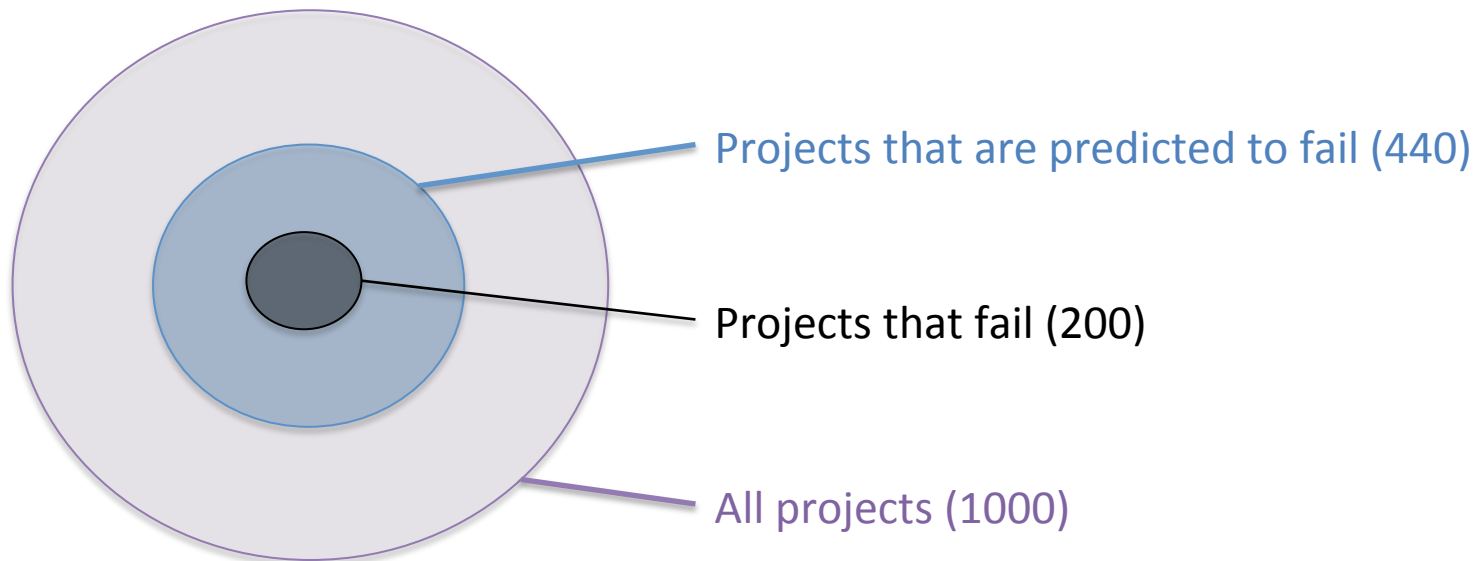 Projects that are predicted to fail (440)
Projects that fail (200)
All projects (1000)